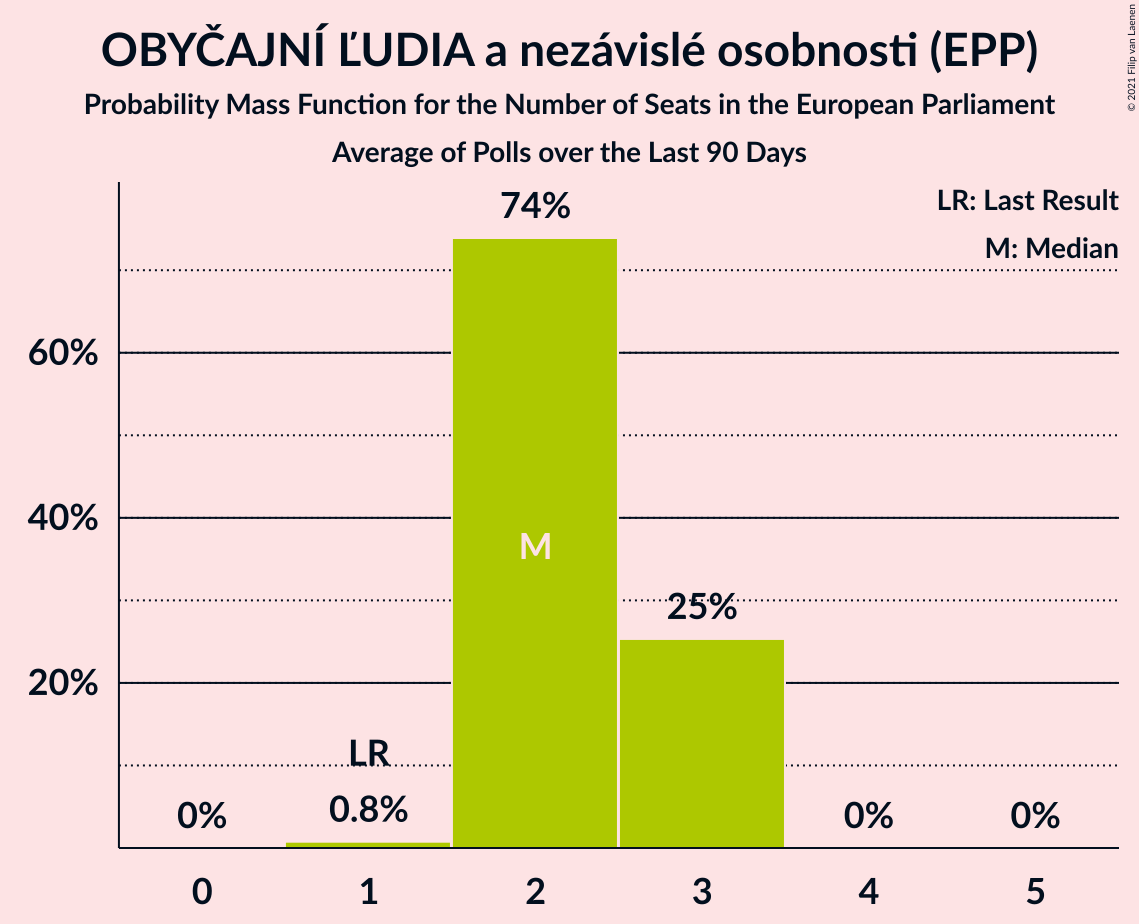 OBYČAJNÍ ĽUDIA a nezávislé osobnosti (EPP)
Probability Mass Function for the Number of Seats in the European Parliament
Average of Polls over the Last 90 Days
© 2021 Filip van Laenen
LR: Last Result
M: Median
74%
60%
40%
M
25%
20%
LR
0%
0.8%
0%
0%
0 1 2 3 4 5